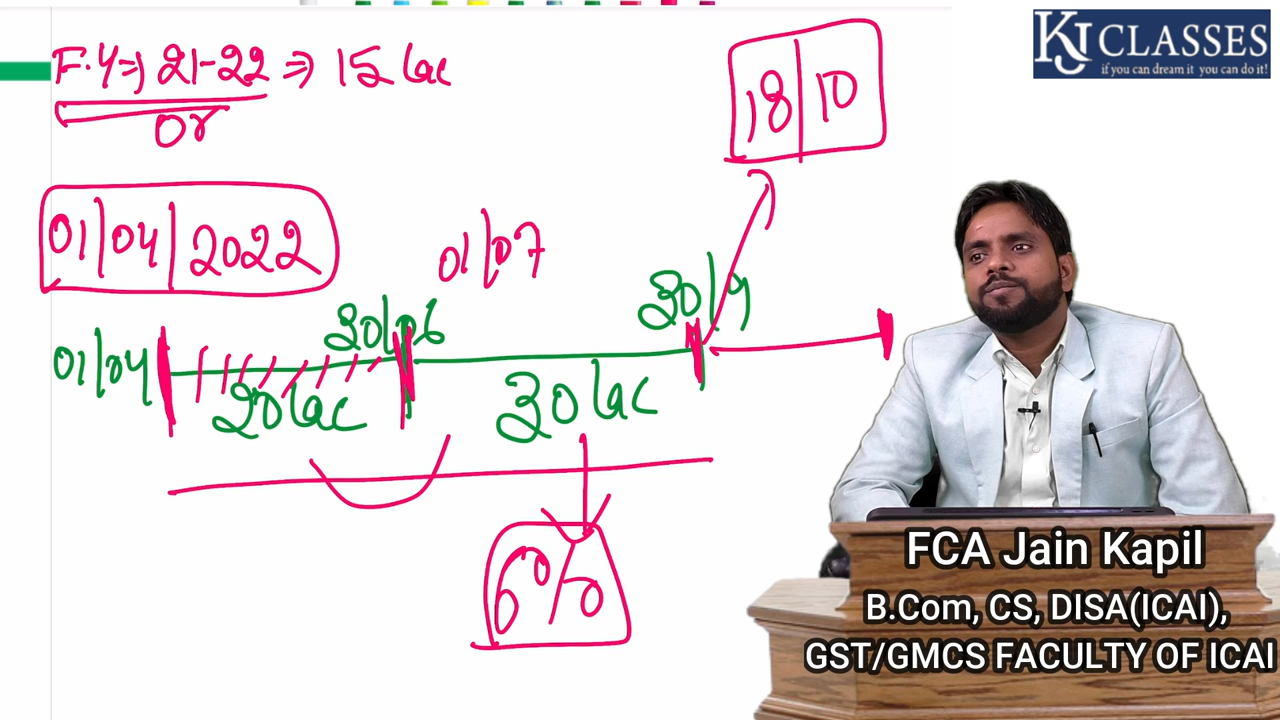 F.Y ⇒ 21-22 ⇒ 15 lac
or
18/10
01/04/2022
01/07
01/04
30/06
30/9
20 lac
30 lac
6%
KJ CLASSES
if you can dream it you can do it!
FCA Jain Kapil
B.Com, CS, DISA(ICAI),
GST/GMCS FACULTY OF ICAI